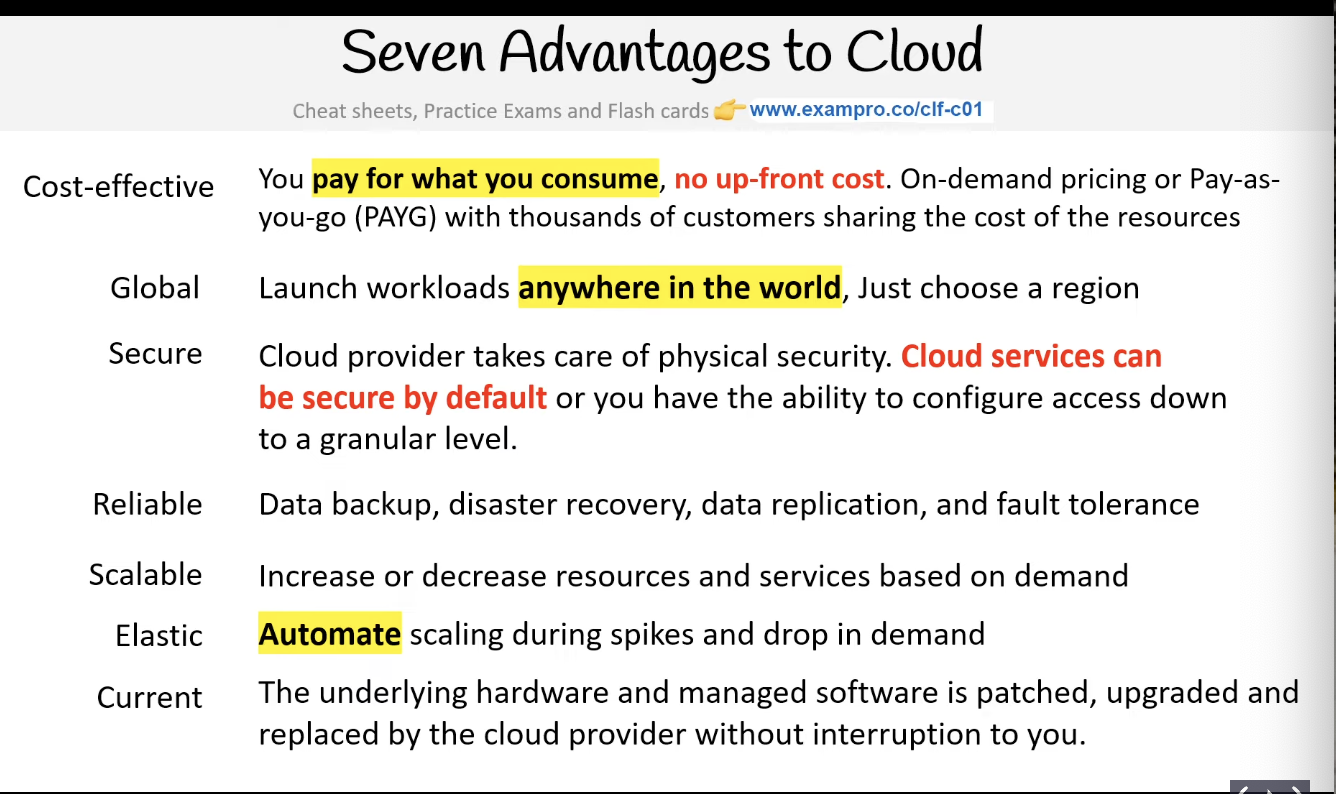 Seven Advantages to Cloud
Cheat sheets, Practice Exams and Flash cards 👉 www.exampro.co/clf-c01
Cost-effective
You pay for what you consume, no up-front cost. On-demand pricing or Pay-as-
you-go (PAYG) with thousands of customers sharing the cost of the resources
Global
Launch workloads anywhere in the world, Just choose a region
Secure
Cloud provider takes care of physical security. Cloud services can
be secure by default or you have the ability to configure access down
to a granular level.
Reliable
Data backup, disaster recovery, data replication, and fault tolerance
Scalable
Increase or decrease resources and services based on demand
Elastic
Automate scaling during spikes and drop in demand
Current
The underlying hardware and managed software is patched, upgraded and
replaced by the cloud provider without interruption to you.